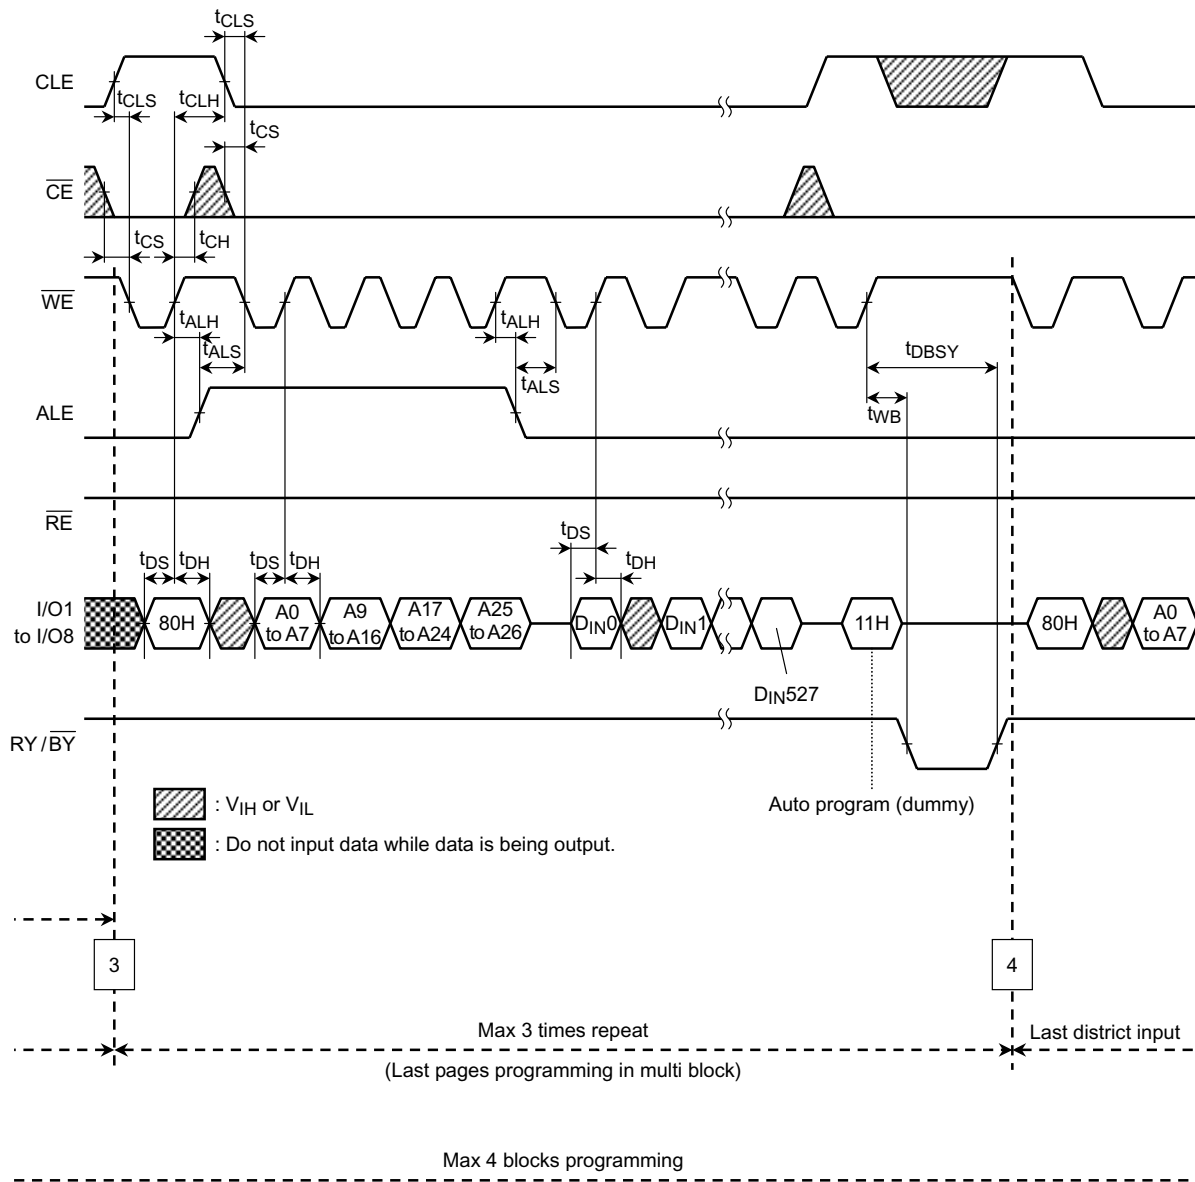 tCLS
CLE
tCLS
tCLH
tCS
CE
tCS
tCH
WE
tALH
tALH
tALS
tDBSY
tALS
ALE
tWB
RE
tDS
tDS
tDH
tDS
tDH
tDH
I/O1
to I/O8
80H
A0
to A7
A9
to A16
A17
to A24
A25
to A26
DIN0
DIN1
11H
80H
A0
to A7
DIN527
RY/BY
: VIH or VIL
Auto program (dummy)
: Do not input data while data is being output.
3
4
Max 3 times repeat
Last district input
(Last pages programming in multi block)
Max 4 blocks programming